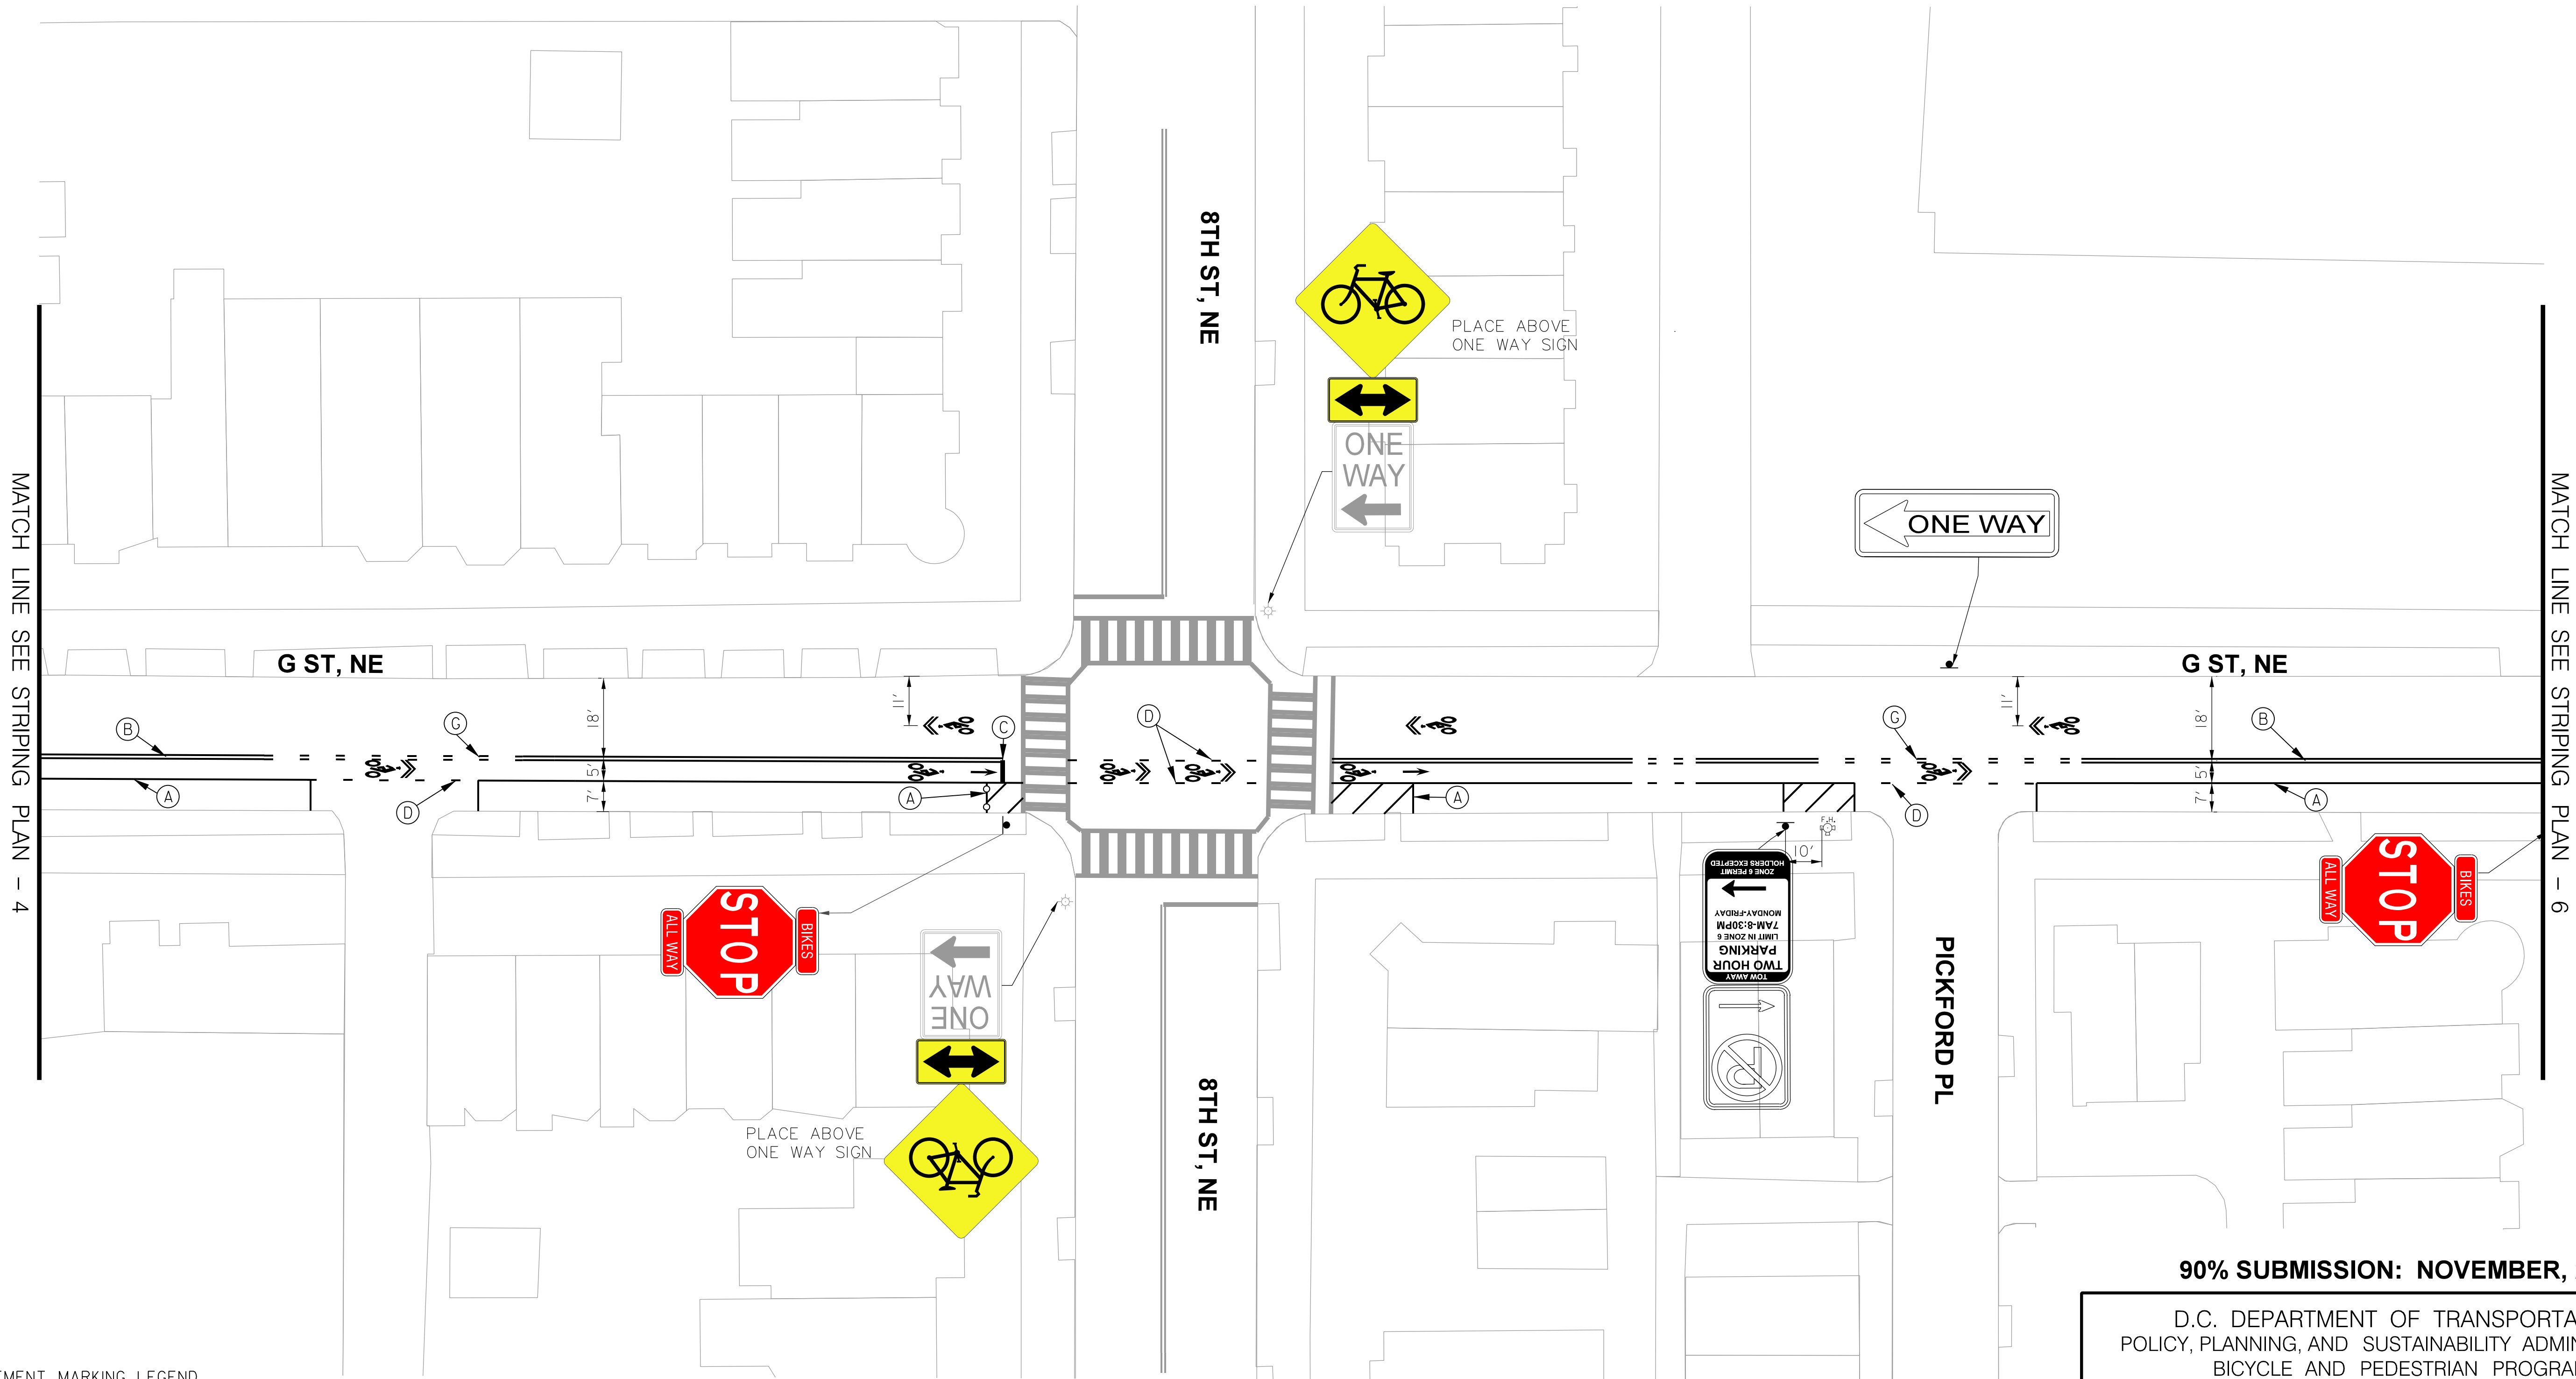 8TH ST, NE
PLACE ABOVE
ONE WAY SIGN
ONE
WAY
ONE WAY
MATCH LINE SEE STRIPING PLAN - 4
MATCH LINE SEE STRIPING PLAN - 6
G ST, NE
G ST, NE
B
G
18'
11'
C
D
G
11'
18'
B
A
D
5'
7'
A
A
D
5'
7'
A
F.H.
10'
ALL WAY
STOP
BIKES
ONE
WAY
PLACE ABOVE
ONE WAY SIGN
8TH ST, NE
TOW AWAY
TWO HOUR
PARKING
LIMIT IN ZONE 6
7AM-8:30PM
MONDAY-FRIDAY
ZONE 6 PERMIT
HOLDERS EXCEPTED
P
PICKFORD PL
ALL WAY
STOP
BIKES
90% SUBMISSION: NOVEMBER,
D.C. DEPARTMENT OF TRANSPORTA
POLICY, PLANNING, AND SUSTAINABILITY ADMIN
BICYCLE AND PEDESTRIAN PROGRA
EMENT MARKING LEGEND